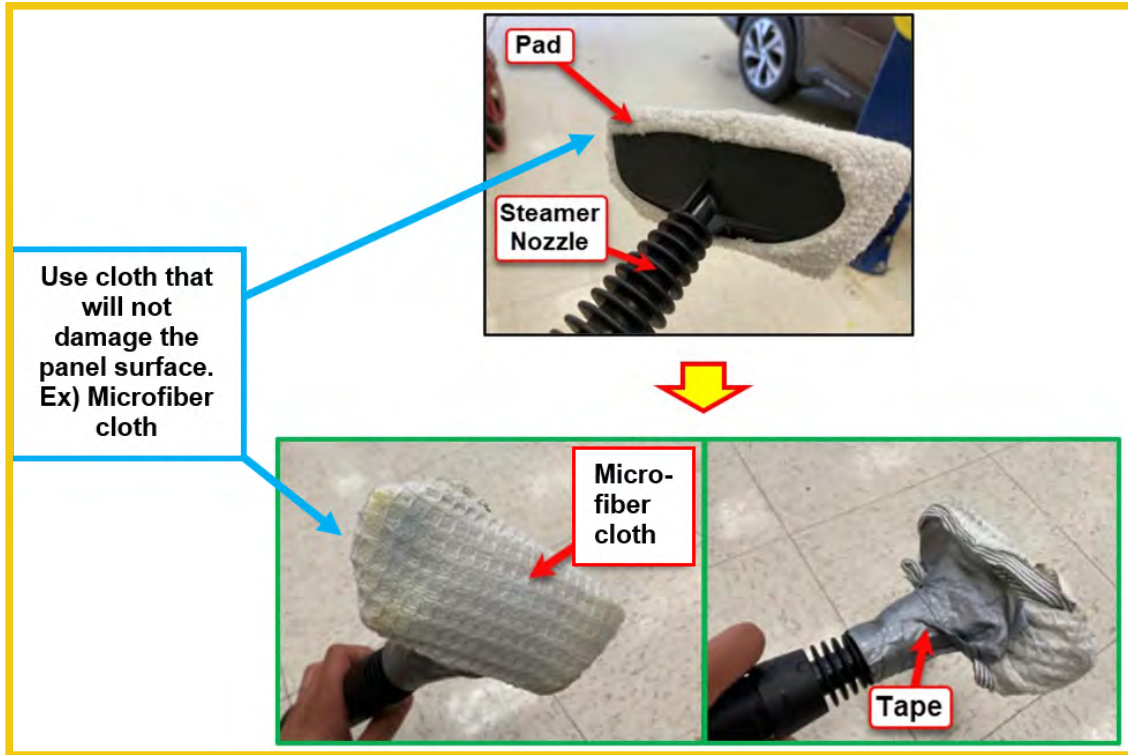 Pad
Steamer
Nozzle
Use cloth that
will not
damage the
panel surface.
Ex) Microfiber
cloth
Micro-
fiber
cloth
Tape